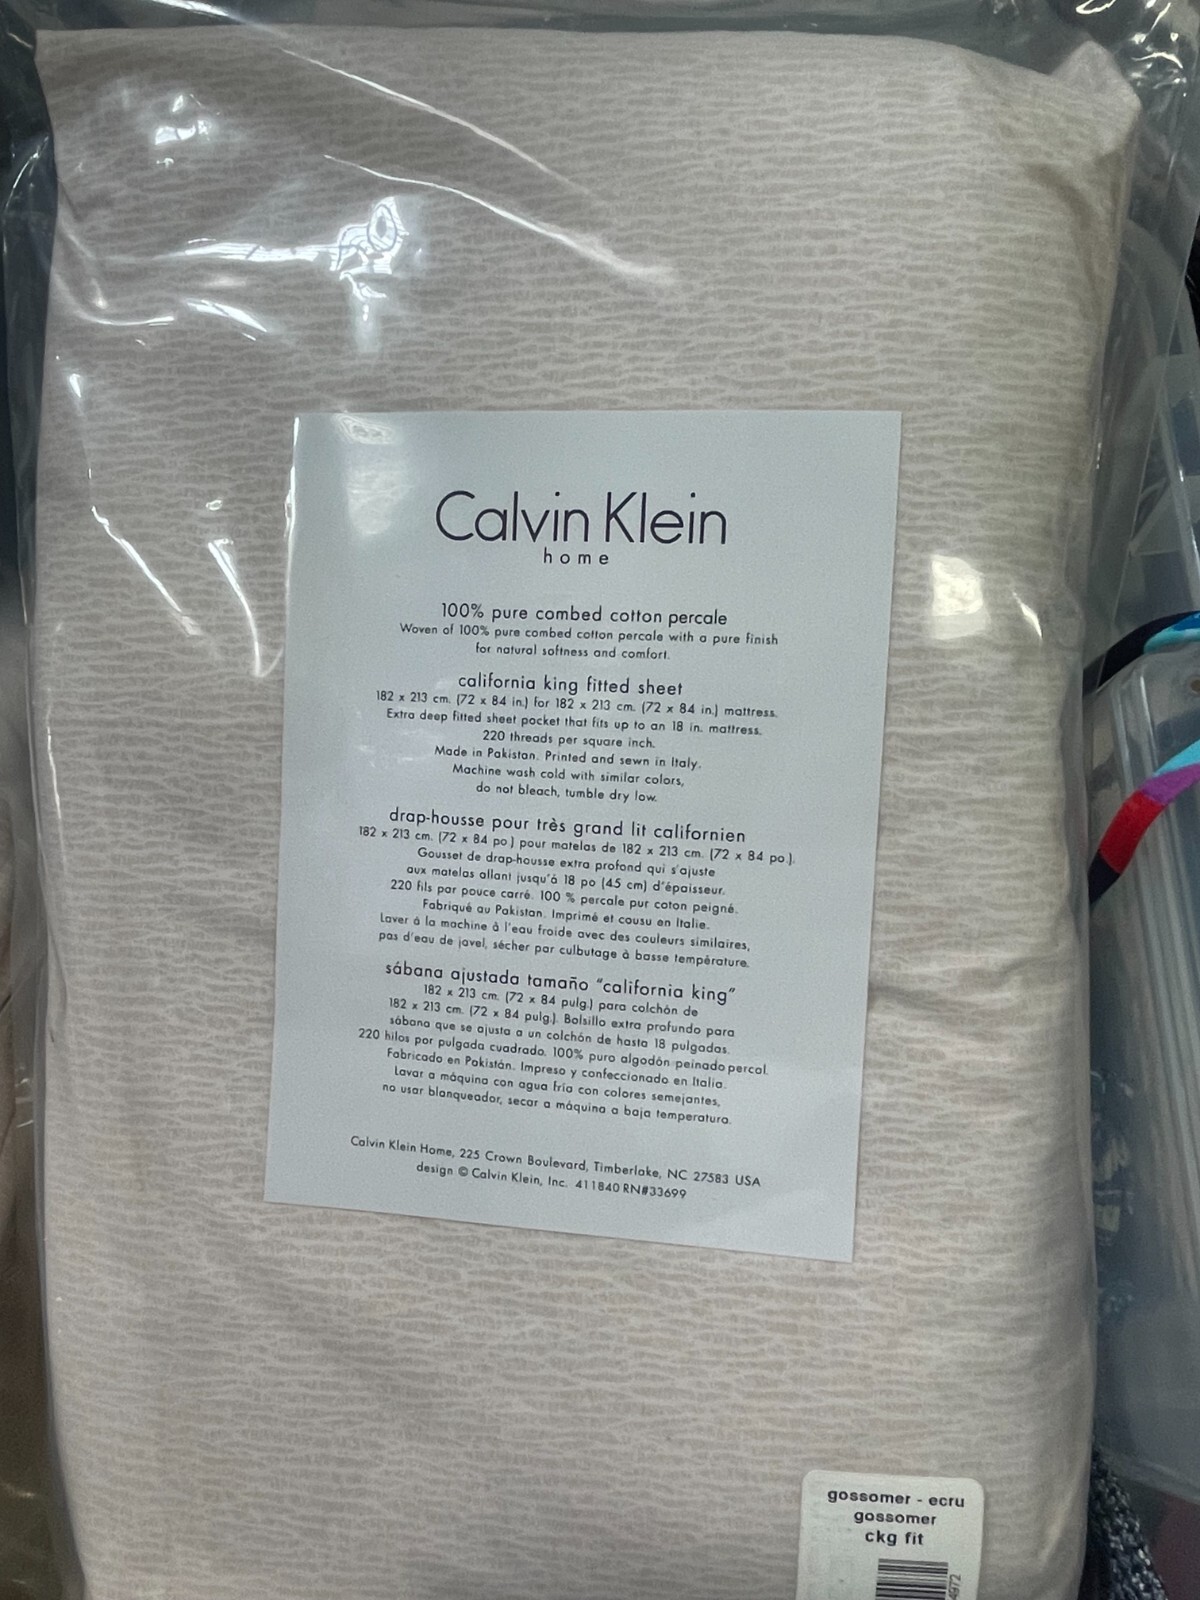 Calvin Klein
home
100% pure combed cotton percale
Woven of 100% pure combed cotton percale with a pure finish
for natural softness and comfort.
california king fitted sheet
182 x 213 cm. (72 x 84 in.) for 182 x 213 cm. (72 x 84 in.) mattress.
Extra deep fitted sheet pocket that fits up to an 18 in. mattress.
220 threads per square inch.
Made in Pakistan. Printed and sewn in Italy.
Machine wash cold with similar colors,
do not bleach, tumble dry low.
drap-housse pour très grand lit californien
182 x 213 cm. (72 x 84 po ) pour matelas de 182 x 213 cm. (72 x 84 po.).
Gousset de drap-housse extra profond qui s'ajuste
aux matelas allant jusqu'á 18 po (45 cm) d'épaisseur.
220 fils par pouce carré. 100 % percale pur coton peigné.
Fabriqué au Pakistan. Imprimé et cousu en Italie.
Laver á la machine à l'eau froide avec des couleurs similaires,
pas d'eau de javel, sécher par culbutage à basse température.
sábana ajustada tamaño "california king"
182 x 213 cm. (72 x 84 pulg.) para colchón de
182 x 213 cm. (72 x 84 pulg.). Bolsillo extra profundo para
sábana que se ajusta a un colchón de hasta 18 pulgadas.
220 hilos por pulgada cuadrada. 100% puro algodón peinado percal.
Fabricado en Pakistán. Impreso y confeccionado en Italia.
Lavar a máquina con agua fría con colores semejantes,
no usar blanqueador, secar a máquina a baja temperatura.
Calvin Klein Home, 225 Crown Boulevard, Timberlake, NC 27583 USA
design © Calvin Klein, Inc. 411840 RN#33699
gossomer - ecru
gossomer
ckg fit